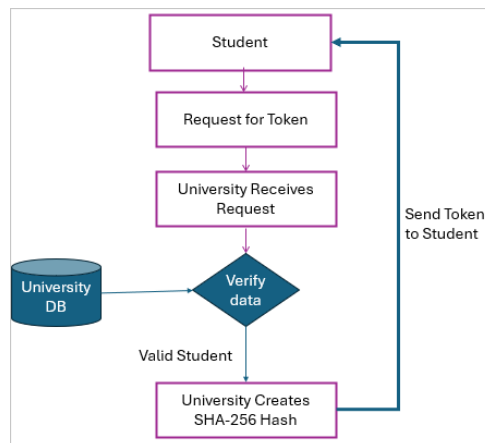 Student
Request for Token
University Receives
Request
Send Token
to Student
Verify
data
University
DB
Valid Student
University Creates
SHA-256 Hash